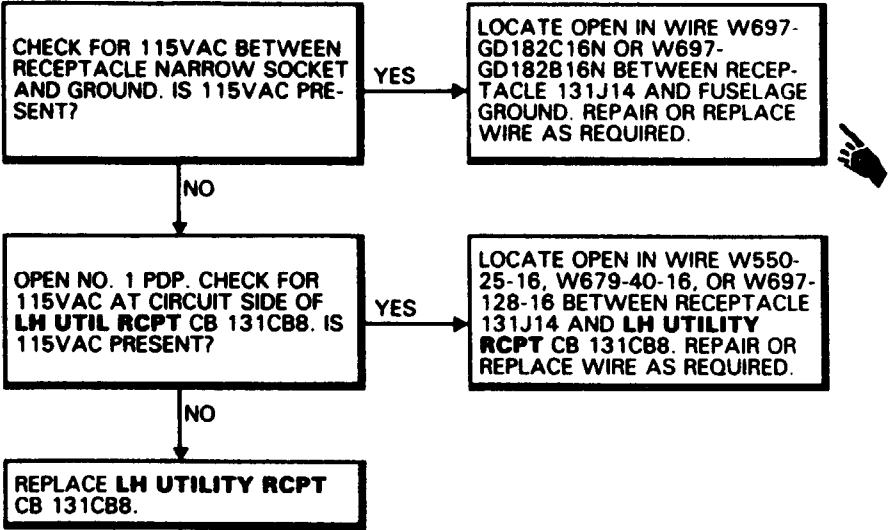 CHECK FOR 115VAC BETWEEN
RECEPTACLE NARROW SOCKET
AND GROUND. IS 115VAC PRE-
SENT?
YES
LOCATE OPEN IN WIRE W697-
GD182C16N OR W697-
GD182B16N BETWEEN RECEP-
TACLE 131J14 AND FUSELAGE
GROUND. REPAIR OR REPLACE
WIRE AS REQUIRED.
NO
OPEN NO. 1 PDP. CHECK FOR
115VAC AT CIRCUIT SIDE OF
LH UTIL RCPT CB 131CB8. IS
115VAC PRESENT?
YES
LOCATE OPEN IN WIRE W550-
25-16, W679-40-16, OR W697-
128-16 BETWEEN RECEPTACLE
131J14 AND LH UTILITY
RCPT CB 131CB8. REPAIR OR
REPLACE WIRE AS REQUIRED.
NO
REPLACE LH UTILITY RCPT
CB 131CB8.